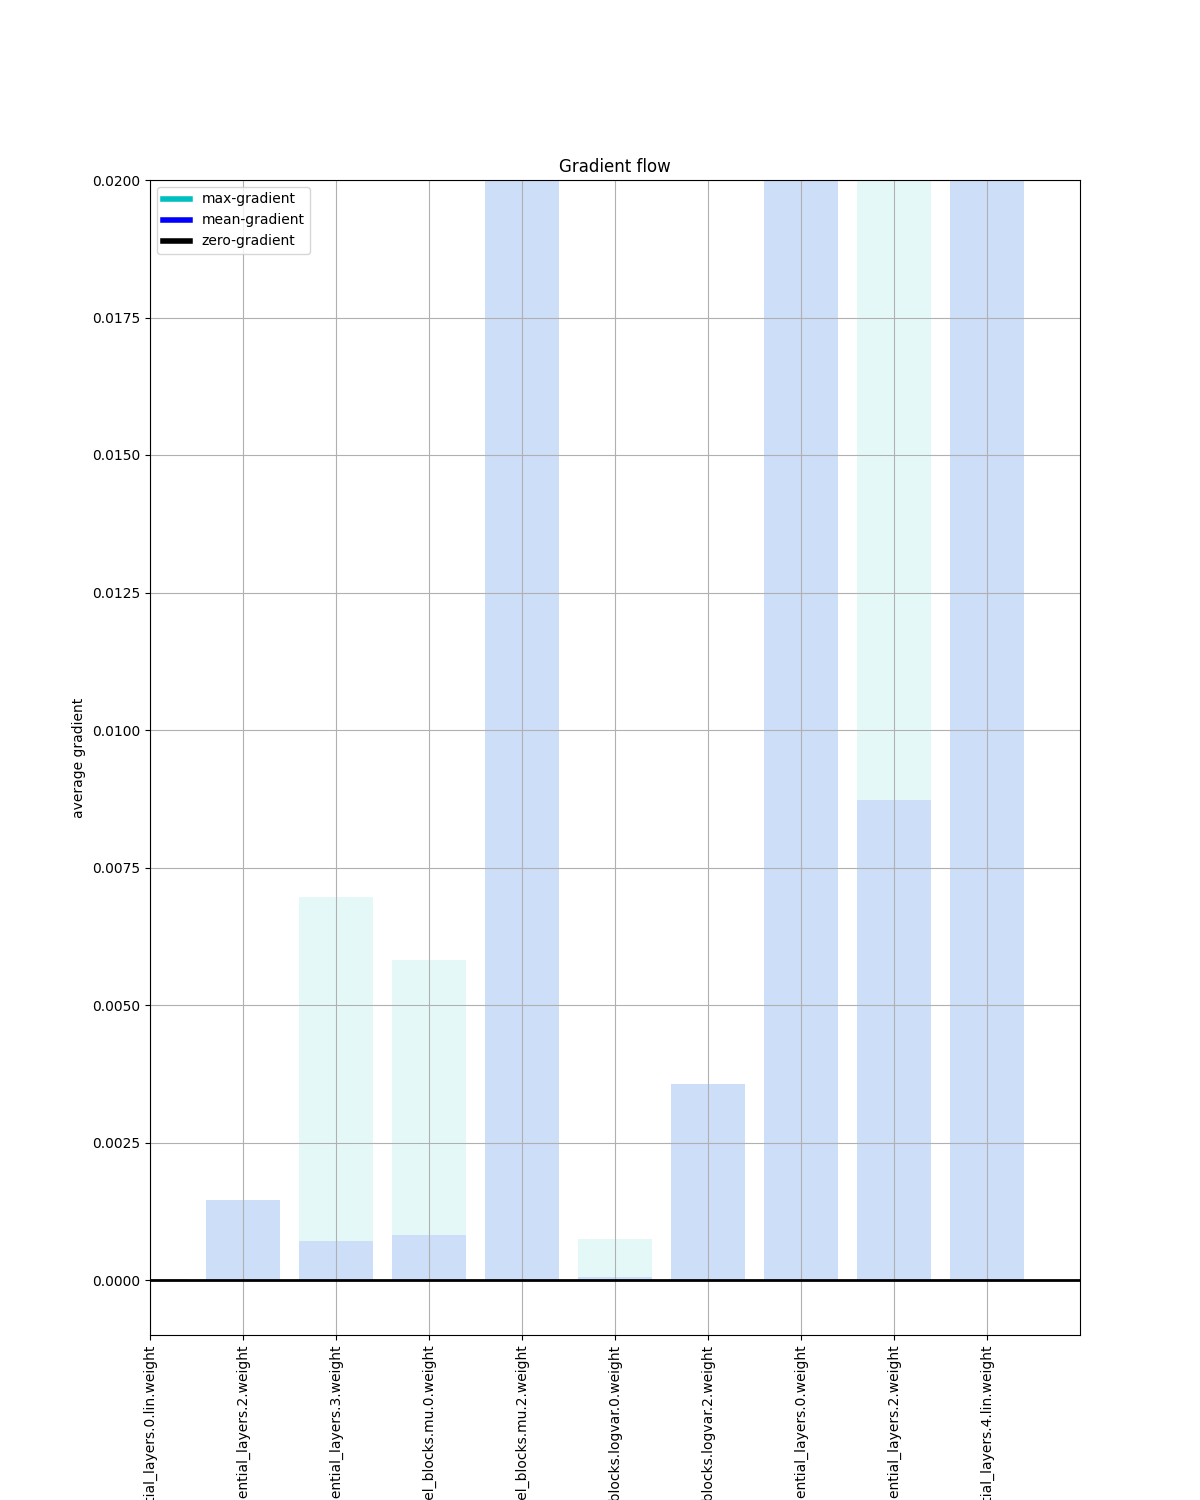 Gradient flow
max-gradient
mean-gradient
zero-gradient
0.0200
0.0175
0.0150
0.0125
0.0100
0.0075
0.0050
0.0025
0.0000
average gradient
tial_layers.0.lin.weight
ential_layers.2.weight
ential_layers.3.weight
el_blocks.mu.0.weight
el_blocks.mu.2.weight
blocks.logvar.0.weight
blocks.logvar.2.weight
ential_layers.0.weight
ential_layers.2.weight
tial_layers.4.lin.weight